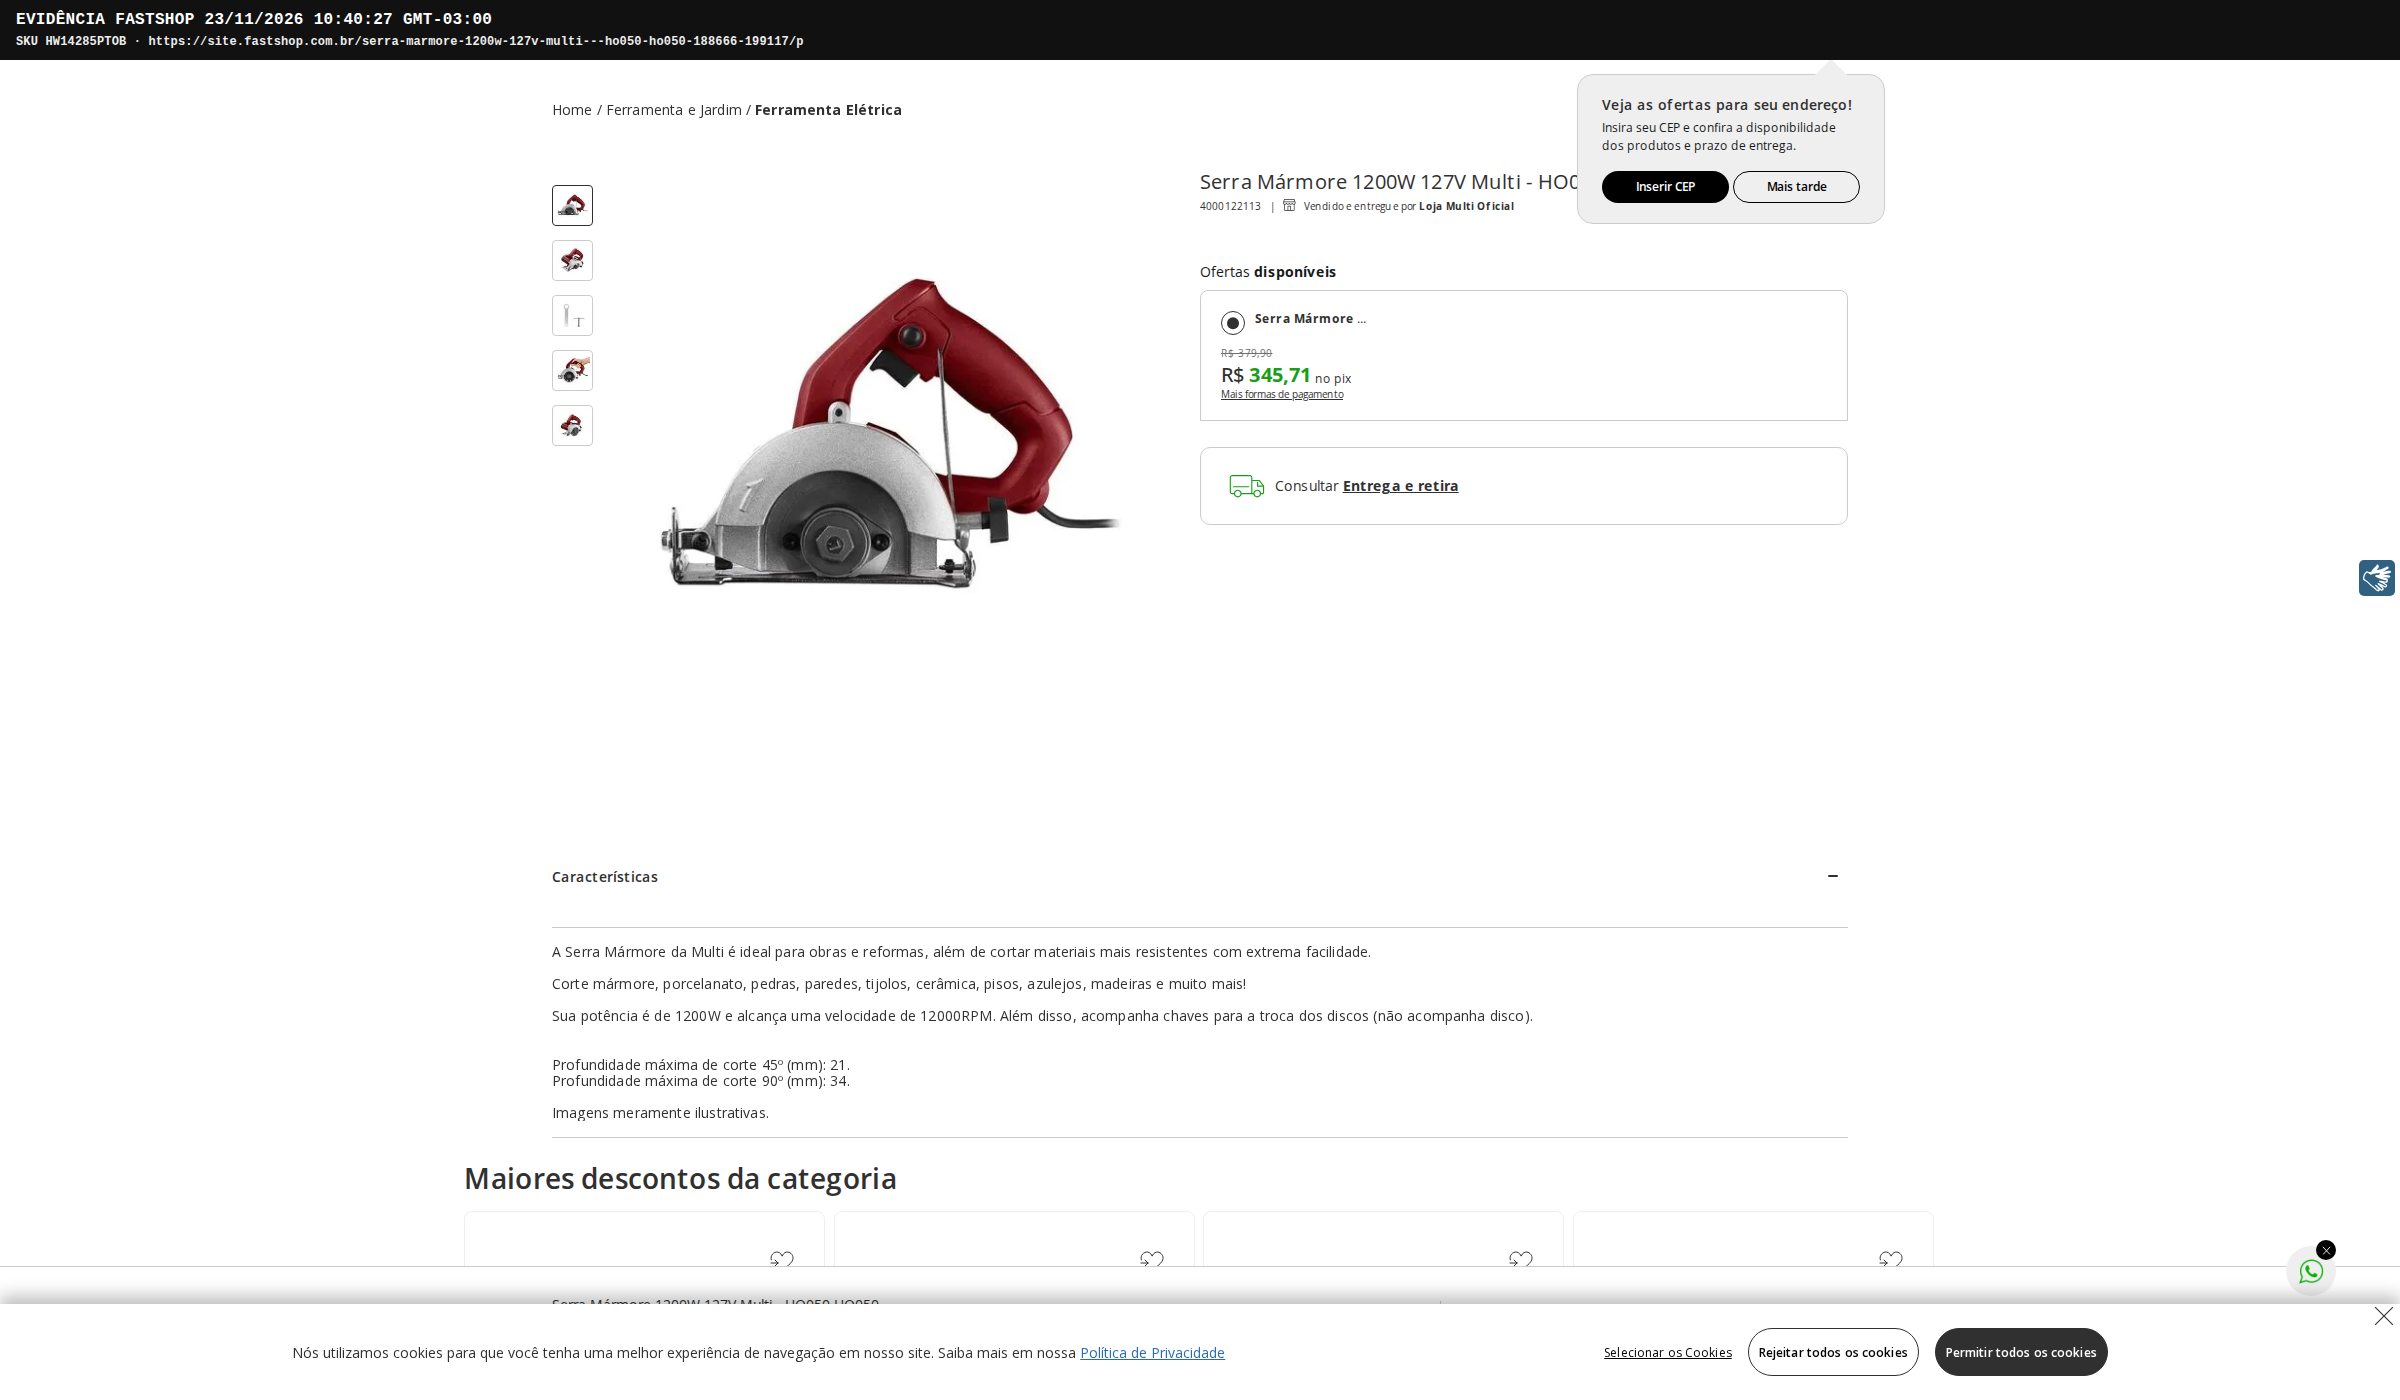 EVIDÊNCIA FASTSHOP 23/11/2026 10:40:27 GMT-03:00
SKU HW14285PTOB · https://site.fastshop.com.br/serra-marmore-1200w-127v-multi---ho050-ho050-188666-199117/p
Home / Ferramenta e Jardim / Ferramenta Elétrica
Veja as ofertas para seu endereço!
Insira seu CEP e confira a disponibilidade
dos produtos e prazo de entrega.
Inserir CEP
Mais tarde
Serra Mármore 1200W 127V Multi - HO0
4000122113 | Vendido e entregue por Loja Multi Oficial
Ofertas disponíveis
Serra Mármore ...
R$ 379,90
R$ 345,71 no pix
Mais formas de pagamento
Consultar Entrega e retira
Características
A Serra Mármore da Multi é ideal para obras e reformas, além de cortar materiais mais resistentes com extrema facilidade.
Corte mármore, porcelanato, pedras, paredes, tijolos, cerâmica, pisos, azulejos, madeiras e muito mais!
Sua potência é de 1200W e alcança uma velocidade de 12000RPM. Além disso, acompanha chaves para a troca dos discos (não acompanha disco).
Profundidade máxima de corte 45º (mm): 21.
Profundidade máxima de corte 90º (mm): 34.
Imagens meramente ilustrativas.
Maiores descontos da categoria
Serra Mármore 1200W 127V Multi - HO050 HO050
Nós utilizamos cookies para que você tenha uma melhor experiência de navegação em nosso site. Saiba mais em nossa Política de Privacidade
Selecionar os Cookies
Rejeitar todos os cookies
Permitir todos os cookies